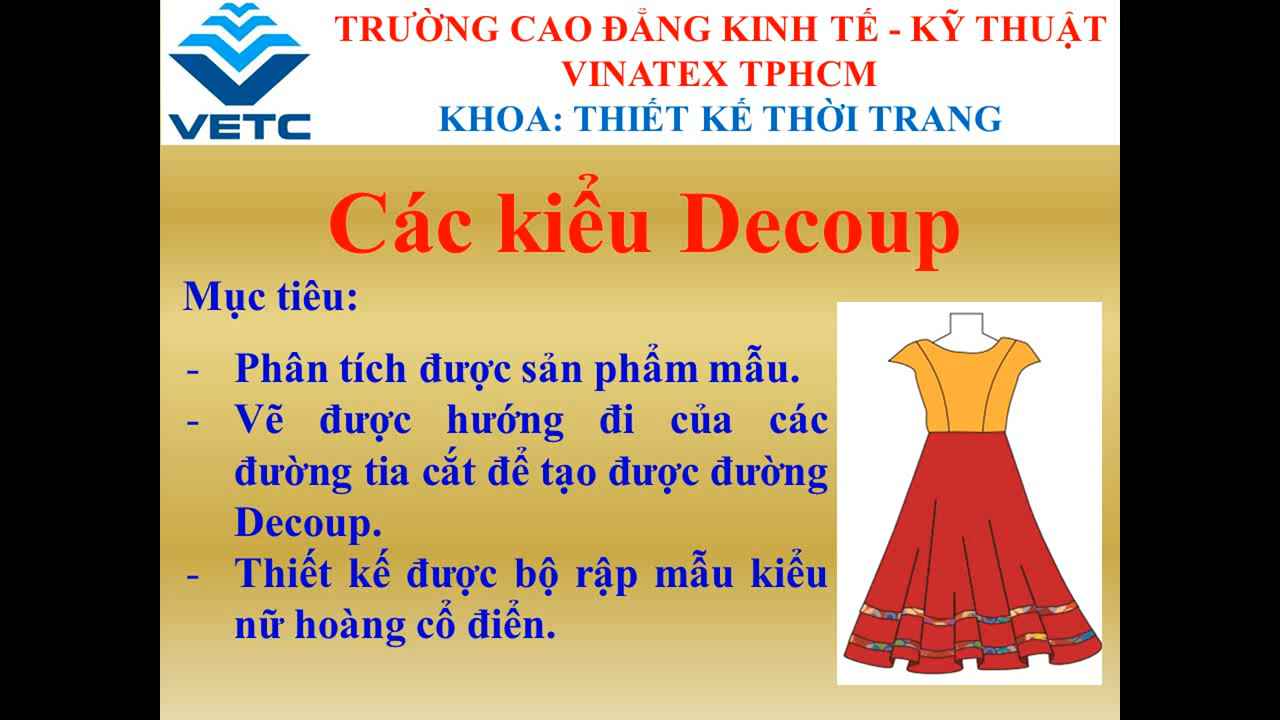 VETC
TRƯỜNG CAO ĐẲNG KINH TẾ - KỸ THUẬT
VINATEX TPHCM
KHOA: THIẾT KẾ THỜI TRANG
Các kiểu Decoup
Mục tiêu:
- Phân tích được sản phẩm mẫu.
- Vẽ được hướng đi của các
đường tia cắt để tạo được đường
Decoup.
- Thiết kế được bộ rập mẫu kiểu
nữ hoàng cổ điển.